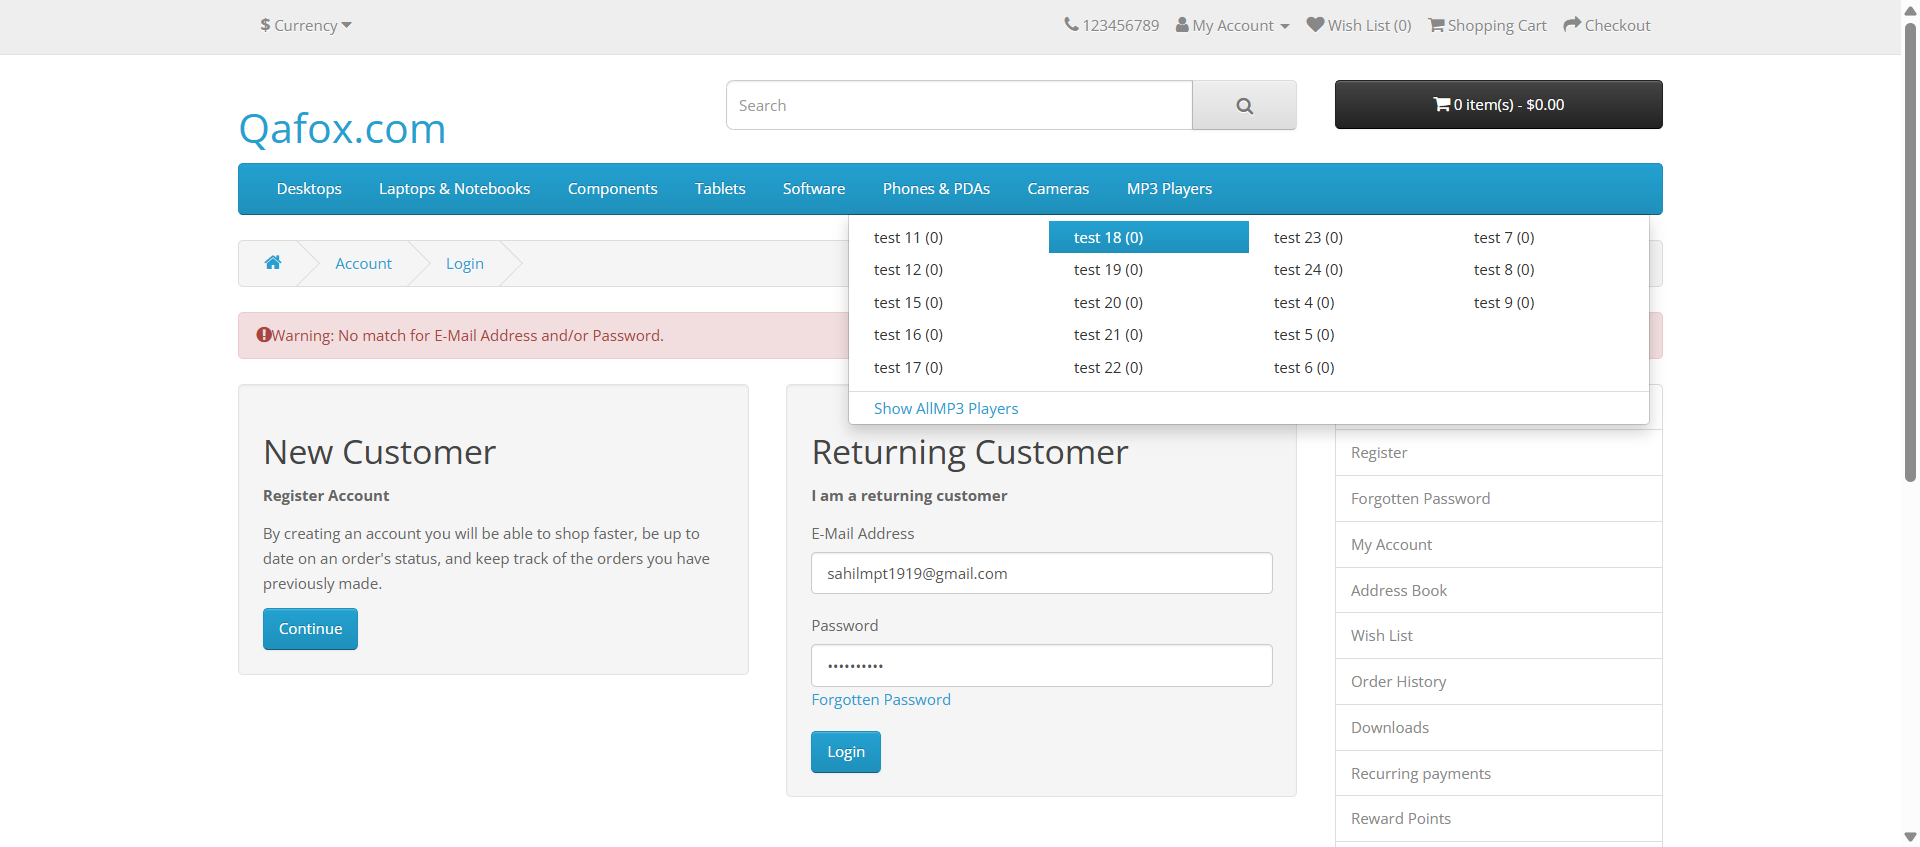 $ Currency 123456789 My Account Wish List (0) Shopping Cart Checkout
Qafox.com
Search
0 item(s) - $0.00
Desktops Laptops & Notebooks Components Tablets Software Phones & PDAs Cameras MP3 Players
test 11 (0) test 18 (0) test 23 (0) test 7 (0)
test 12 (0) test 19 (0) test 24 (0) test 8 (0)
test 15 (0) test 20 (0) test 4 (0) test 9 (0)
test 16 (0) test 21 (0) test 5 (0)
test 17 (0) test 22 (0) test 6 (0)
Show AllMP3 Players
Account Login
Warning: No match for E-Mail Address and/or Password.
New Customer
Register Account
By creating an account you will be able to shop faster, be up to
date on an order's status, and keep track of the orders you have
previously made.
Continue
Returning Customer
I am a returning customer
E-Mail Address
sahilmpt1919@gmail.com
Password
••••••••••
Forgotten Password
Login
Register
Forgotten Password
My Account
Address Book
Wish List
Order History
Downloads
Recurring payments
Reward Points